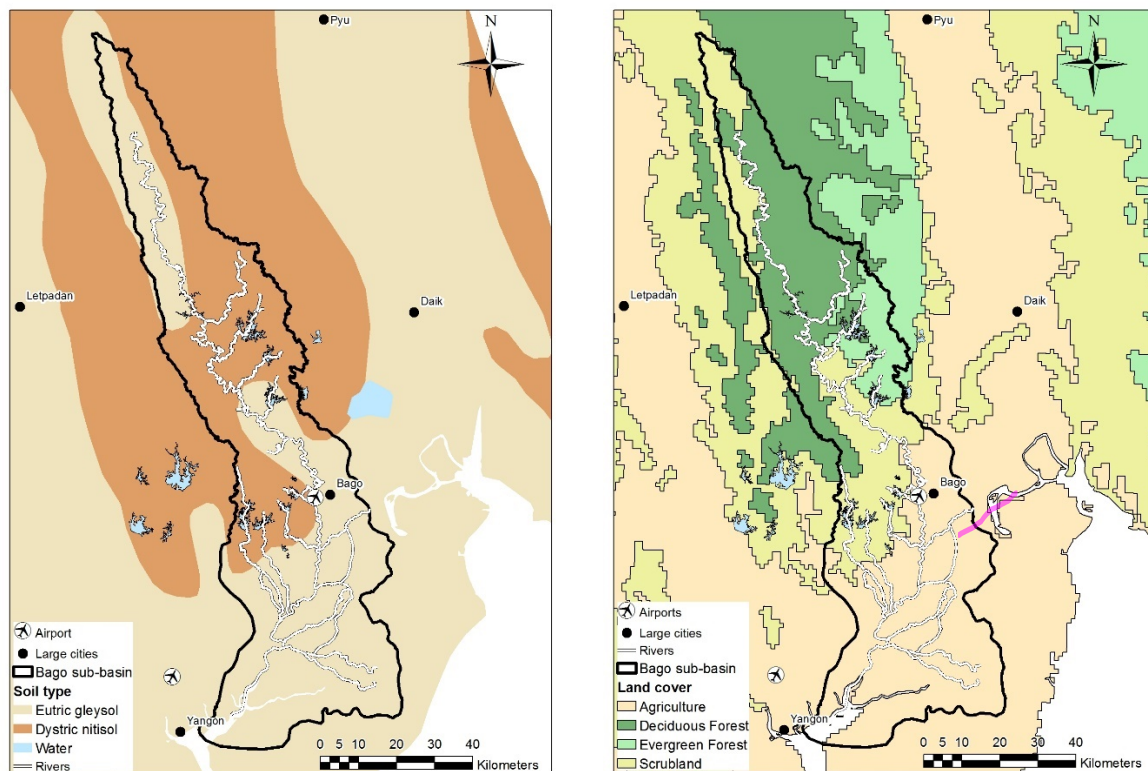 Pyu
N
Letpadan
Daik
Bago
Yangon
Airport
Large cities
Bago sub-basin
Soil type
Eutric gleysol
Dystric nitisol
Water
Rivers
0 5 10 20 30 40
Kilometers
Pyu
N
Letpadan
Daik
Bago
Yangon
Airports
Large cities
Rivers
Bago sub-basin
Land cover
Agriculture
Deciduous Forest
Evergreen Forest
Scrubland
0 5 10 20 30 40
Kilometers